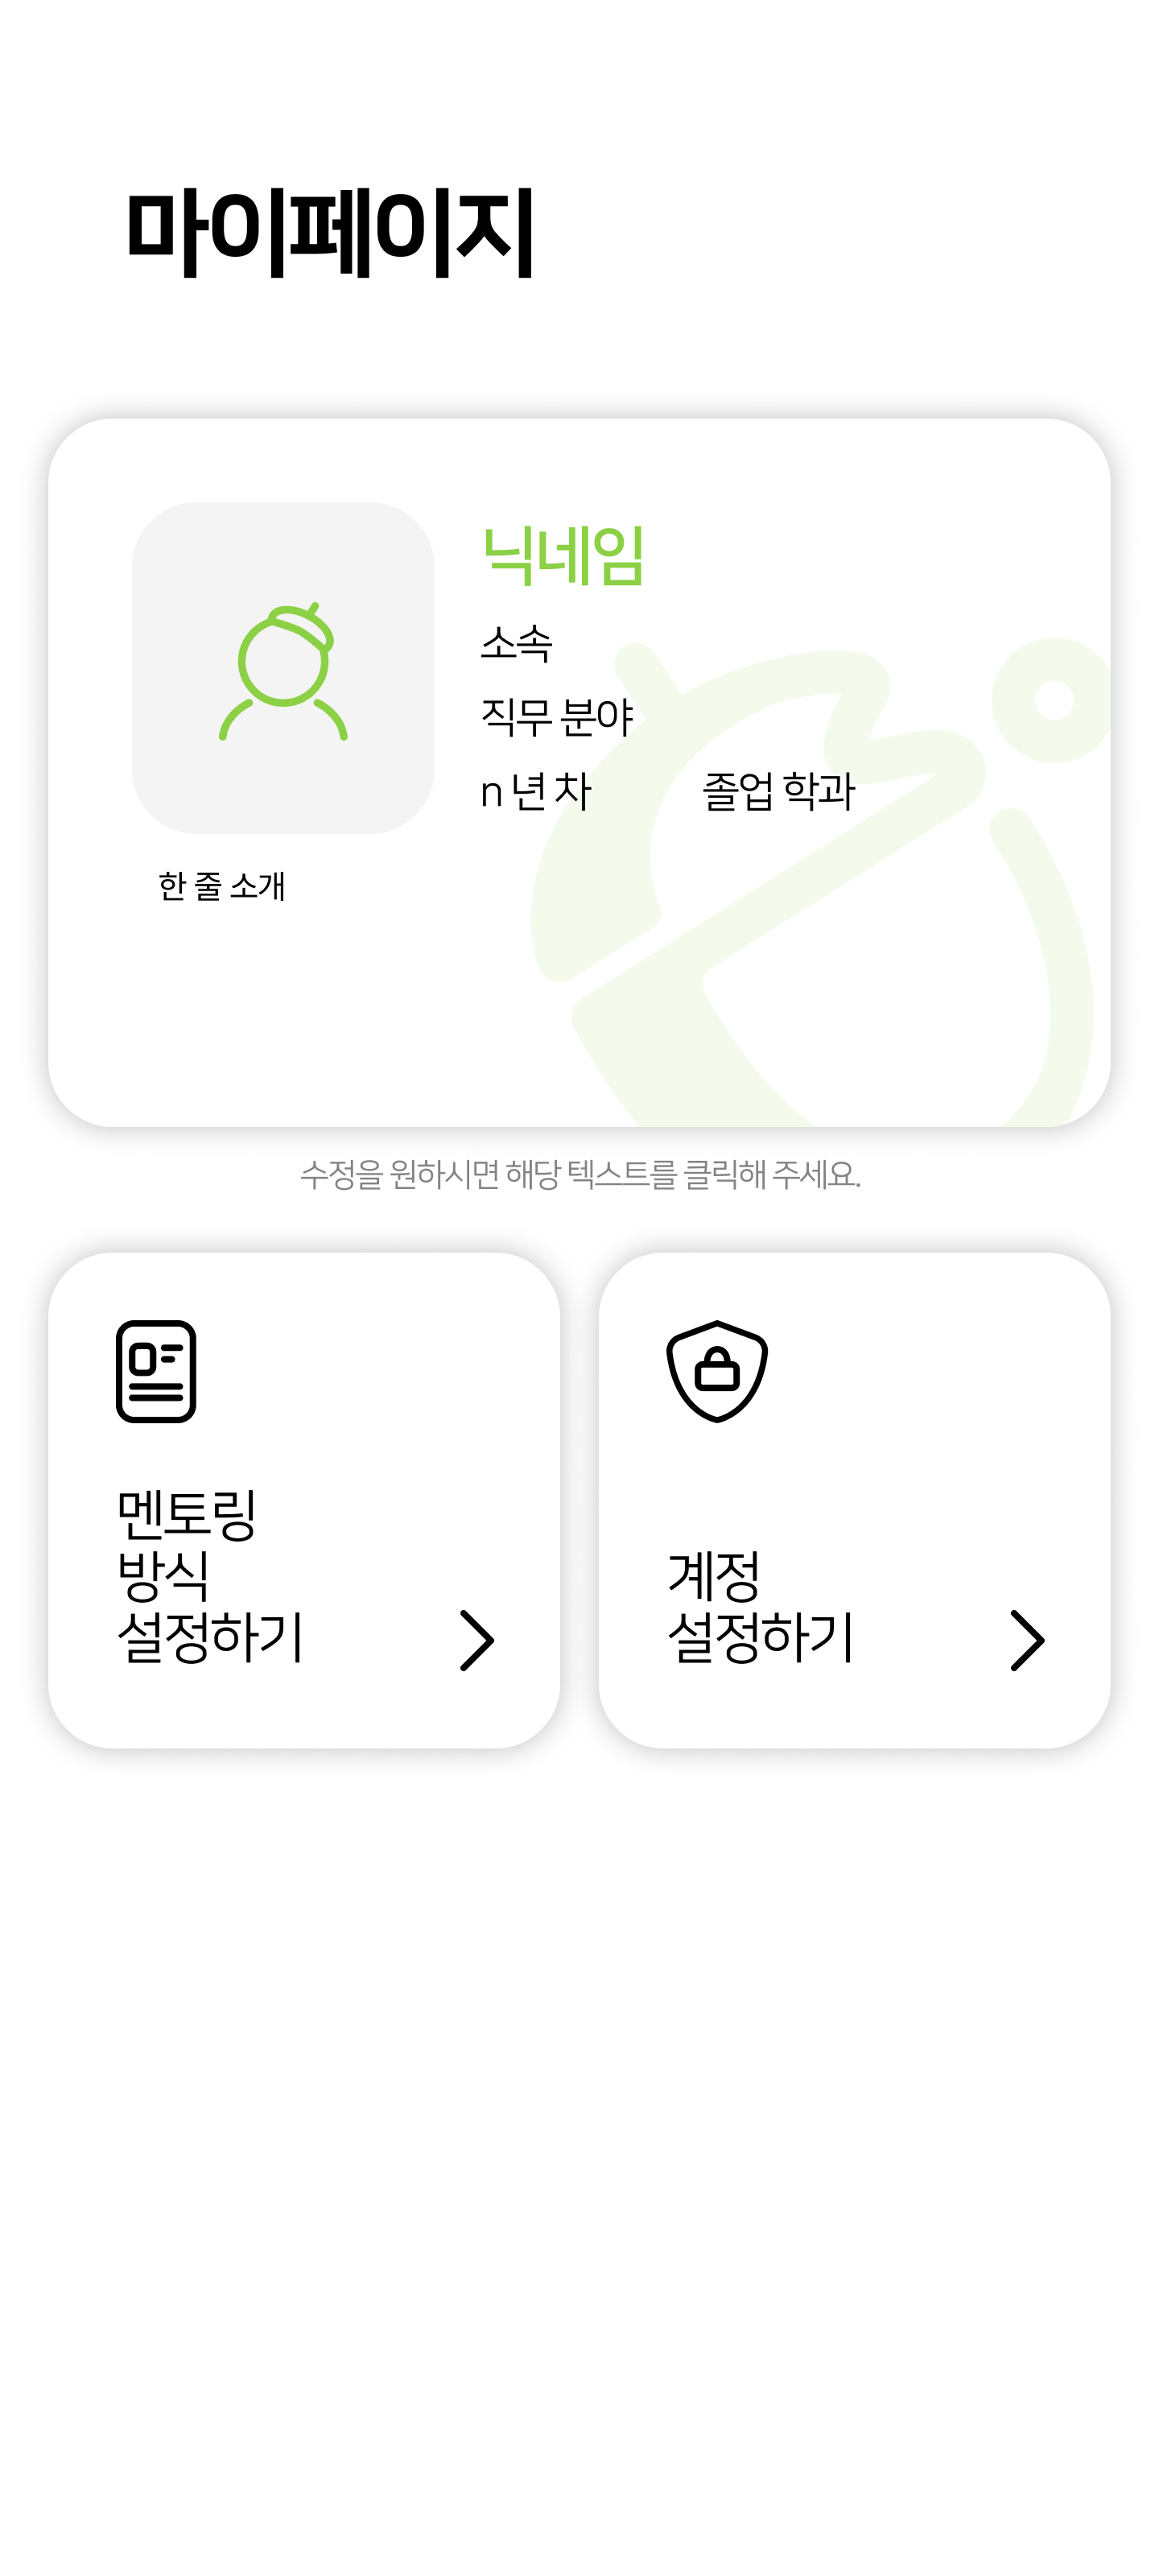 마이페이지
닉네임
소속
직무 분야
n 년 차 졸업 학과
한 줄 소개
수정을 원하시면 해당 텍스트를 클릭해 주세요.
멘토링
방식
설정하기
계정
설정하기